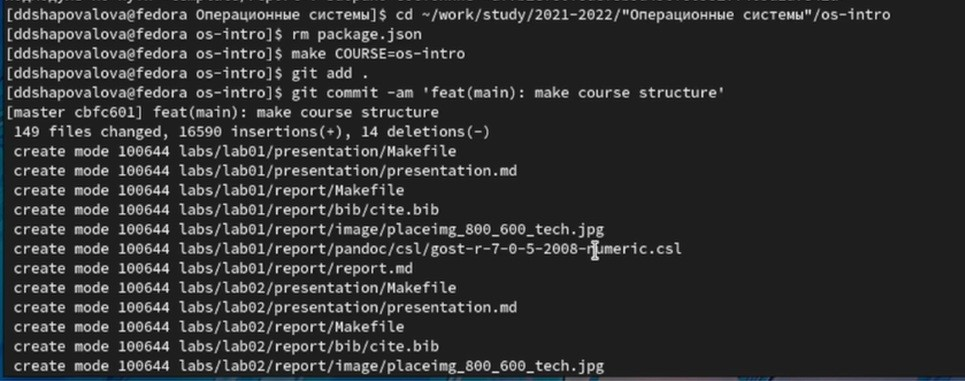 [ddshapovalova@fedora Операционные системы]$ cd ~/work/study/2021-2022/"Операционные системы"/os-intro
[ddshapovalova@fedora os-intro]$ rm package.json
[ddshapovalova@fedora os-intro]$ make COURSE=os-intro
[ddshapovalova@fedora os-intro]$ git add .
[ddshapovalova@fedora os-intro]$ git commit -am 'feat(main): make course structure'
[master cbfc601] feat(main): make course structure
 149 files changed, 16590 insertions(+), 14 deletions(-)
 create mode 100644 labs/lab01/presentation/Makefile
 create mode 100644 labs/lab01/presentation/presentation.md
 create mode 100644 labs/lab01/report/Makefile
 create mode 100644 labs/lab01/report/bib/cite.bib
 create mode 100644 labs/lab01/report/image/placeimg_800_600_tech.jpg
 create mode 100644 labs/lab01/report/pandoc/csl/gost-r-7-0-5-2008-numeric.csl
 create mode 100644 labs/lab01/report/report.md
 create mode 100644 labs/lab02/presentation/Makefile
 create mode 100644 labs/lab02/presentation/presentation.md
 create mode 100644 labs/lab02/report/Makefile
 create mode 100644 labs/lab02/report/bib/cite.bib
 create mode 100644 labs/lab02/report/image/placeimg_800_600_tech.jpg